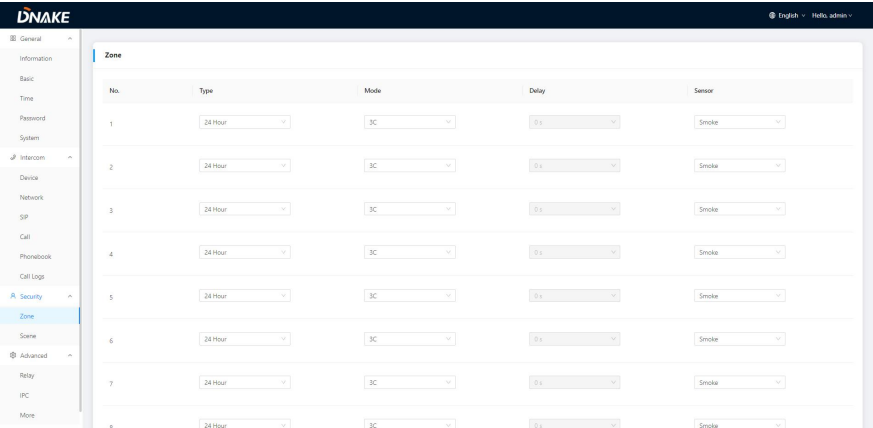 DNAKE
English Hello, admin
General
Information
Basic
Time
Password
System
Intercom
Device
Network
SIP
Call
Phonebook
Call Logs
Security
Zone
Scene
Advanced
Relay
IPC
More
Zone
No. Type Mode Delay Sensor
1 24 Hour 3C 0 s Smoke
2 24 Hour 3C 0 s Smoke
3 24 Hour 3C 0 s Smoke
4 24 Hour 3C 0 s Smoke
5 24 Hour 3C 0 s Smoke
6 24 Hour 3C 0 s Smoke
7 24 Hour 3C 0 s Smoke
8 24 Hour 3C 0 s Smoke